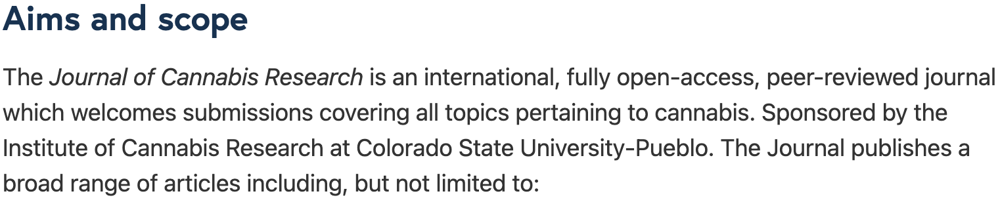 Aims and scope
The Journal of Cannabis Research is an international, fully open-access, peer-reviewed journal
which welcomes submissions covering all topics pertaining to cannabis. Sponsored by the
Institute of Cannabis Research at Colorado State University-Pueblo. The Journal publishes a
broad range of articles including, but not limited to: